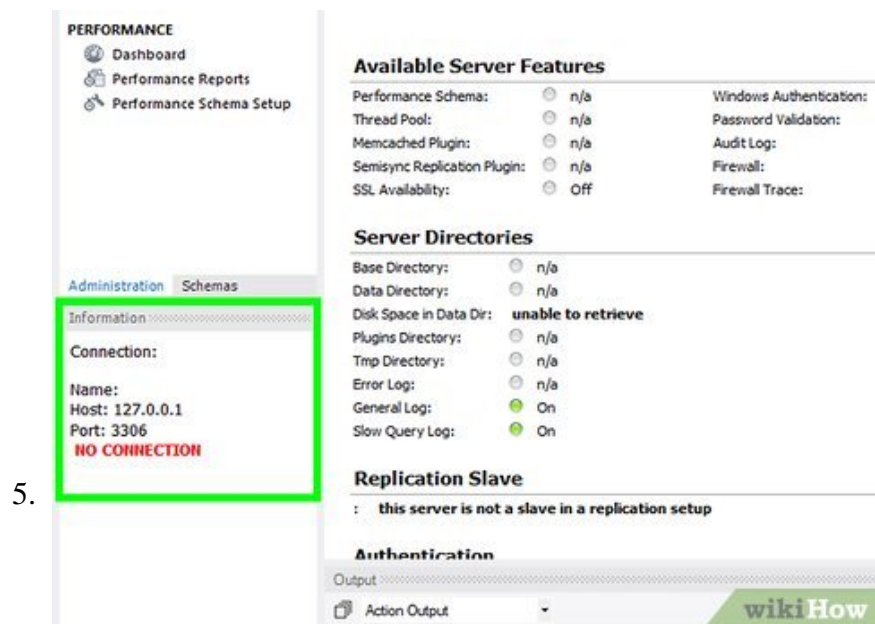 PERFORMANCE
Dashboard
Performance Reports
Performance Schema Setup
Administration Schemas
Information
Connection:
Name:
Host: 127.0.0.1
Port: 3306
NO CONNECTION
5.
Available Server Features
Performance Schema: n/a Windows Authentication:
Thread Pool: n/a Password Validation:
Memcached Plugin: n/a Audit Log:
Semisync Replication Plugin: n/a Firewall:
SSL Availability: Off Firewall Trace:
Server Directories
Base Directory: n/a
Data Directory: n/a
Disk Space in Data Dir: unable to retrieve
Plugins Directory: n/a
Tmp Directory: n/a
Error Log: n/a
General Log: On
Slow Query Log: On
Replication Slave
: this server is not a slave in a replication setup
Authentication
Output
Action Output
wikiHow